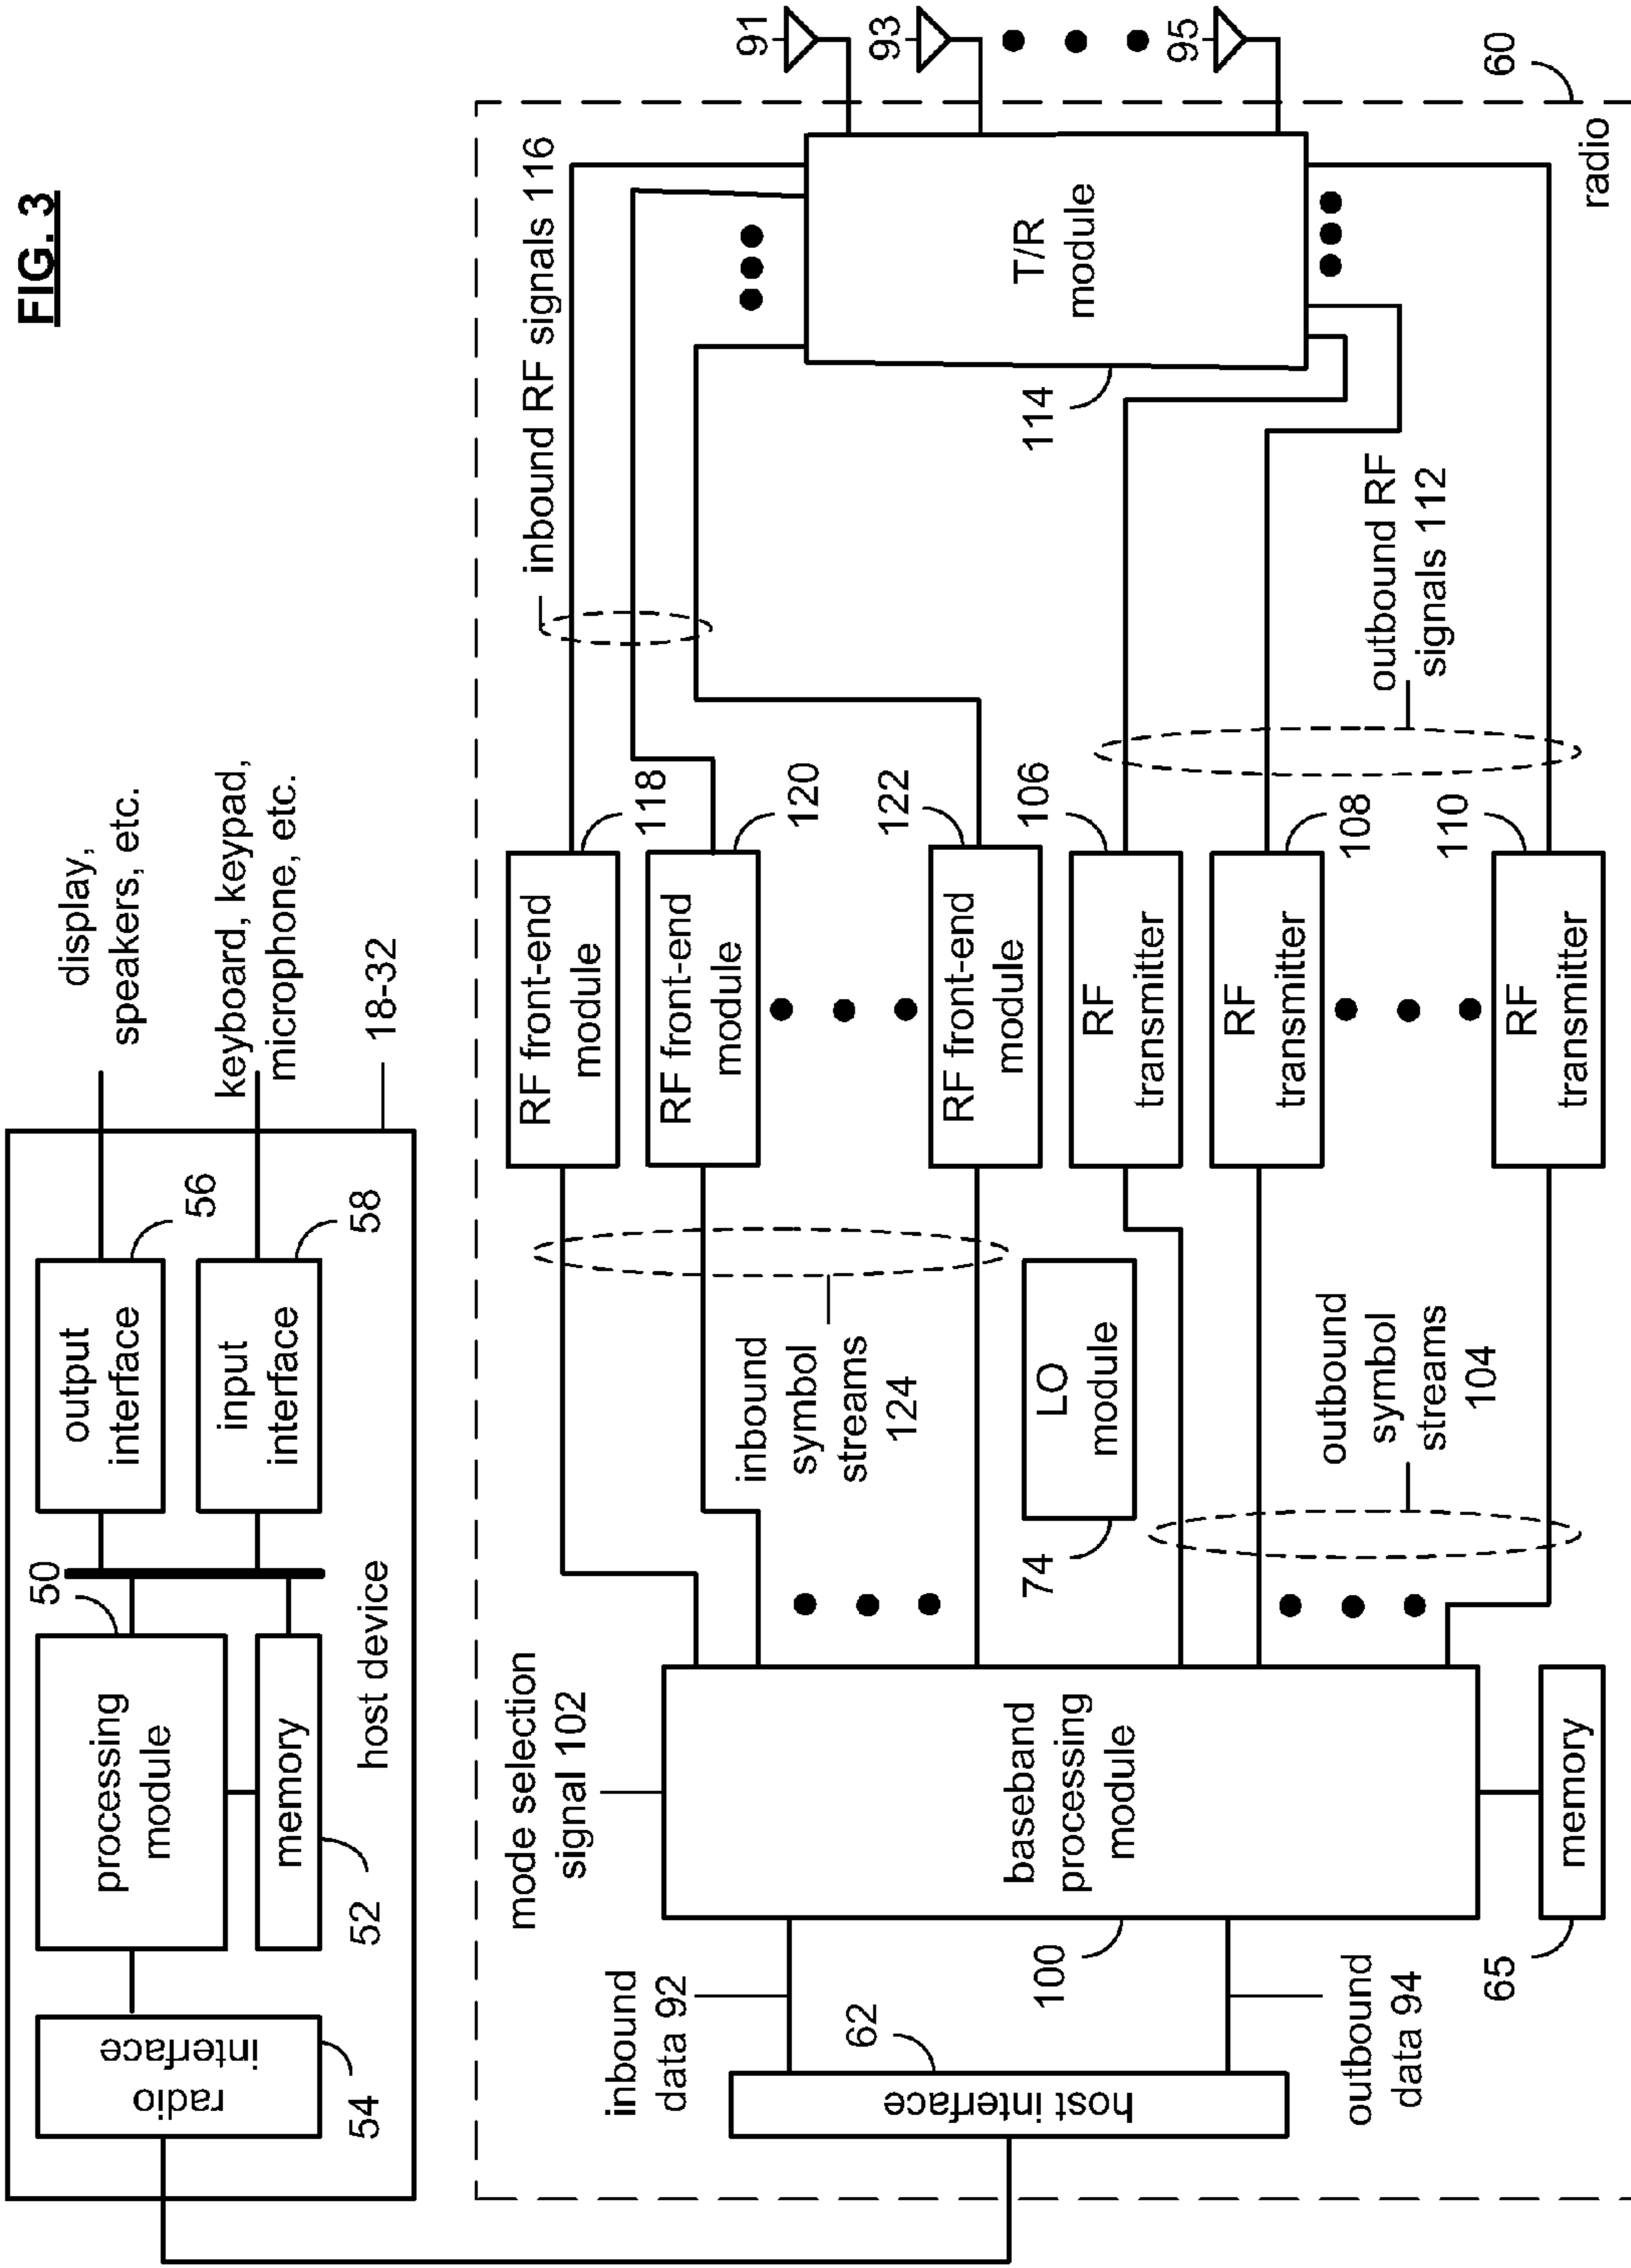 FIG. 3
display,
speakers, etc.
keyboard, keypad,
microphone, etc.
18-32
radio
interface
54
processing
module
50
memory
52
output
interface
56
input
interface
58
host device
mode selection
signal 102
inbound
data 92
62
host interface
100
outbound
data 94
baseband
processing
module
memory
65
inbound
symbol
streams
124
LO
module
74
outbound
symbol
streams
104
RF front-end
module
118
RF front-end
module
120
RF front-end
module
122
RF
transmitter
106
RF
transmitter
108
RF
transmitter
110
inbound RF signals 116
outbound RF
signals 112
T/R
module
114
91
93
95
60
radio